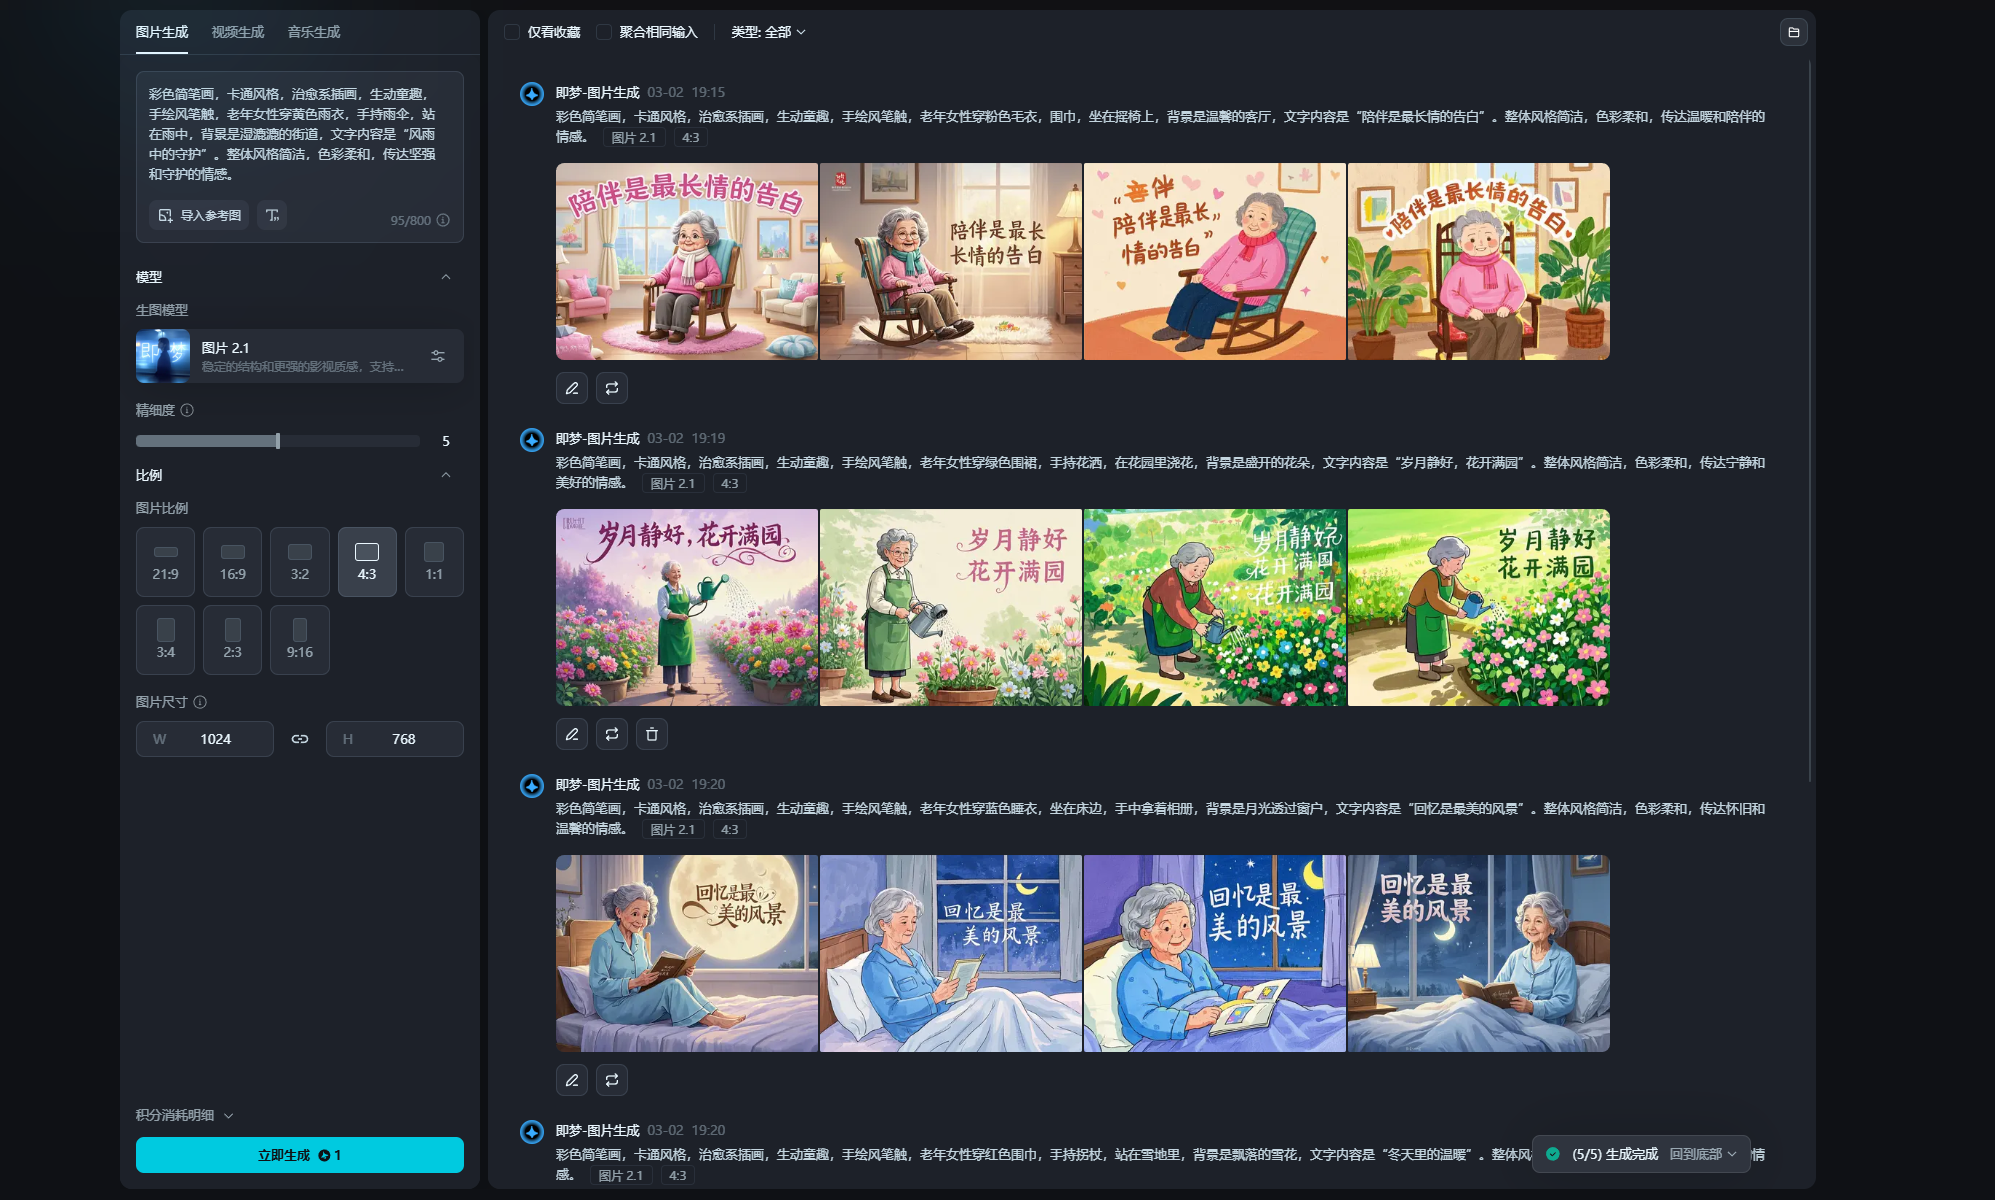 图片生成 视频生成 音乐生成
彩色简笔画，卡通风格，治愈系插画，生动童趣，
手绘风笔触，老年女性穿黄色雨衣，手持雨伞，站
在雨中，背景是湿漉漉的街道，文字内容是“风雨
中的守护”。整体风格简洁，色彩柔和，传达坚强
和守护的情感。
导入参考图 95/800
模型
生图模型
即梦
图片 2.1
稳定的结构和更强的影视质感，支持...
精细度
5
比例
图片比例
21:9 16:9 3:2 4:3 1:1
3:4 2:3 9:16
图片尺寸
W 1024 H 768
积分消耗明细
立即生成 1
仅看收藏 聚合相同输入 类型: 全部
即梦-图片生成 03-02 19:15
彩色简笔画，卡通风格，治愈系插画，生动童趣，手绘风笔触，老年女性穿粉色毛衣，围巾，坐在摇椅上，背景是温馨的客厅，文字内容是“陪伴是最长情的告白”。整体风格简洁，色彩柔和，传达温暖和陪伴的
情感。 图片 2.1 4:3
陪伴是最长情的告白
陪伴是最长
长情的告白
陪伴是最长
情的告白
陪伴是最长情的告白
即梦-图片生成 03-02 19:19
彩色简笔画，卡通风格，治愈系插画，生动童趣，手绘风笔触，老年女性穿绿色围裙，手持花洒，在花园里浇花，背景是盛开的花朵，文字内容是“岁月静好，花开满园”。整体风格简洁，色彩柔和，传达宁静和
美好的情感。 图片 2.1 4:3
岁月静好，花开满园
岁月静好
花开满园
岁月静好
花开满园
花开满园
岁月静好
花开满园
即梦-图片生成 03-02 19:20
彩色简笔画，卡通风格，治愈系插画，生动童趣，手绘风笔触，老年女性穿蓝色睡衣，坐在床边，手中拿着相册，背景是月光透过窗户，文字内容是“回忆是最美的风景”。整体风格简洁，色彩柔和，传达怀旧和
温馨的情感。 图片 2.1 4:3
回忆是最
美的风景
回忆是最
美的风景
回忆是最
美的风景
回忆是最
美的风景
即梦-图片生成 03-02 19:20
彩色简笔画，卡通风格，治愈系插画，生动童趣，手绘风笔触，老年女性穿红色围巾，手持拐杖，站在雪地里，背景是飘落的雪花，文字内容是“冬天里的温暖”。整体风 情
感。 图片 2.1 4:3
(5/5) 生成完成 回到底部